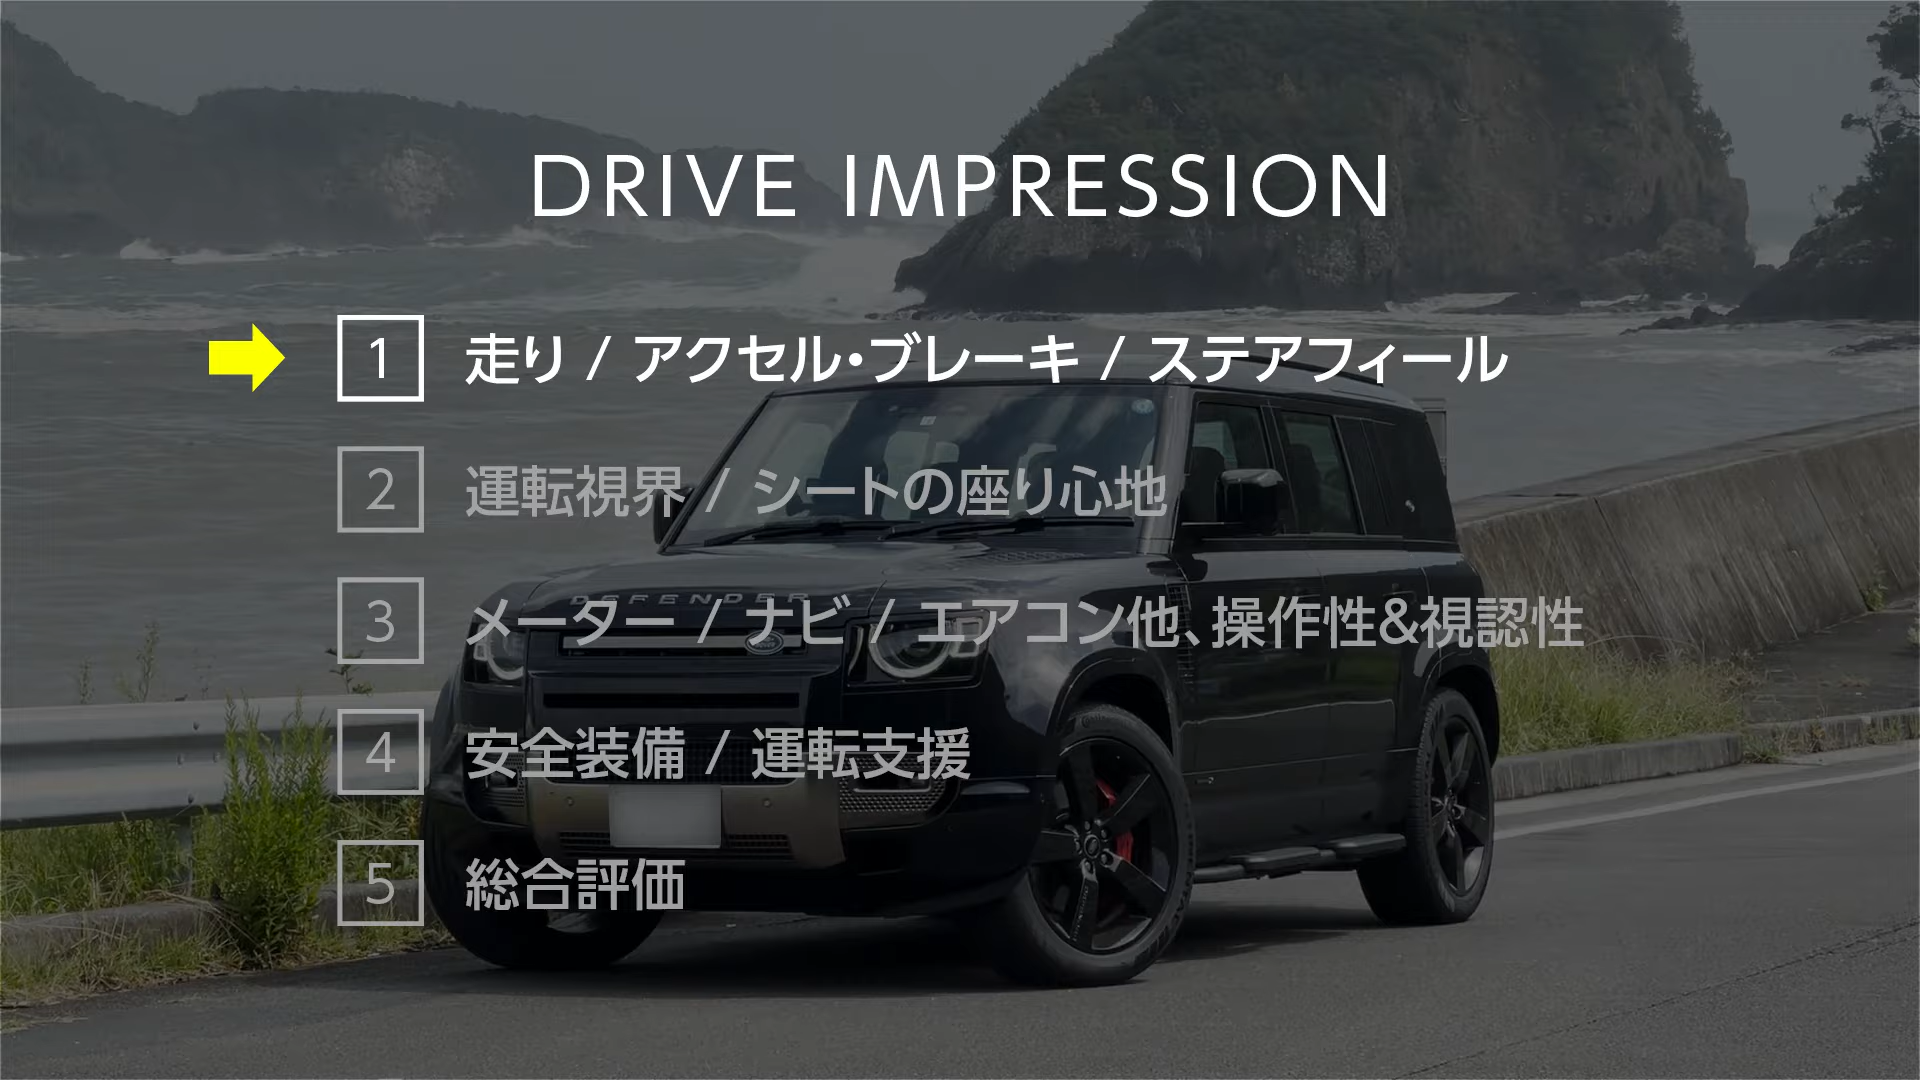 DRIVE IMPRESSION
1 走り / アクセル・ブレーキ / ステアフィール
2 運転視界 / シートの座り心地
DEFENDER
3 メーター / ナビ / エアコン他、操作性&視認性
4 安全装備 / 運転支援
5 総合評価